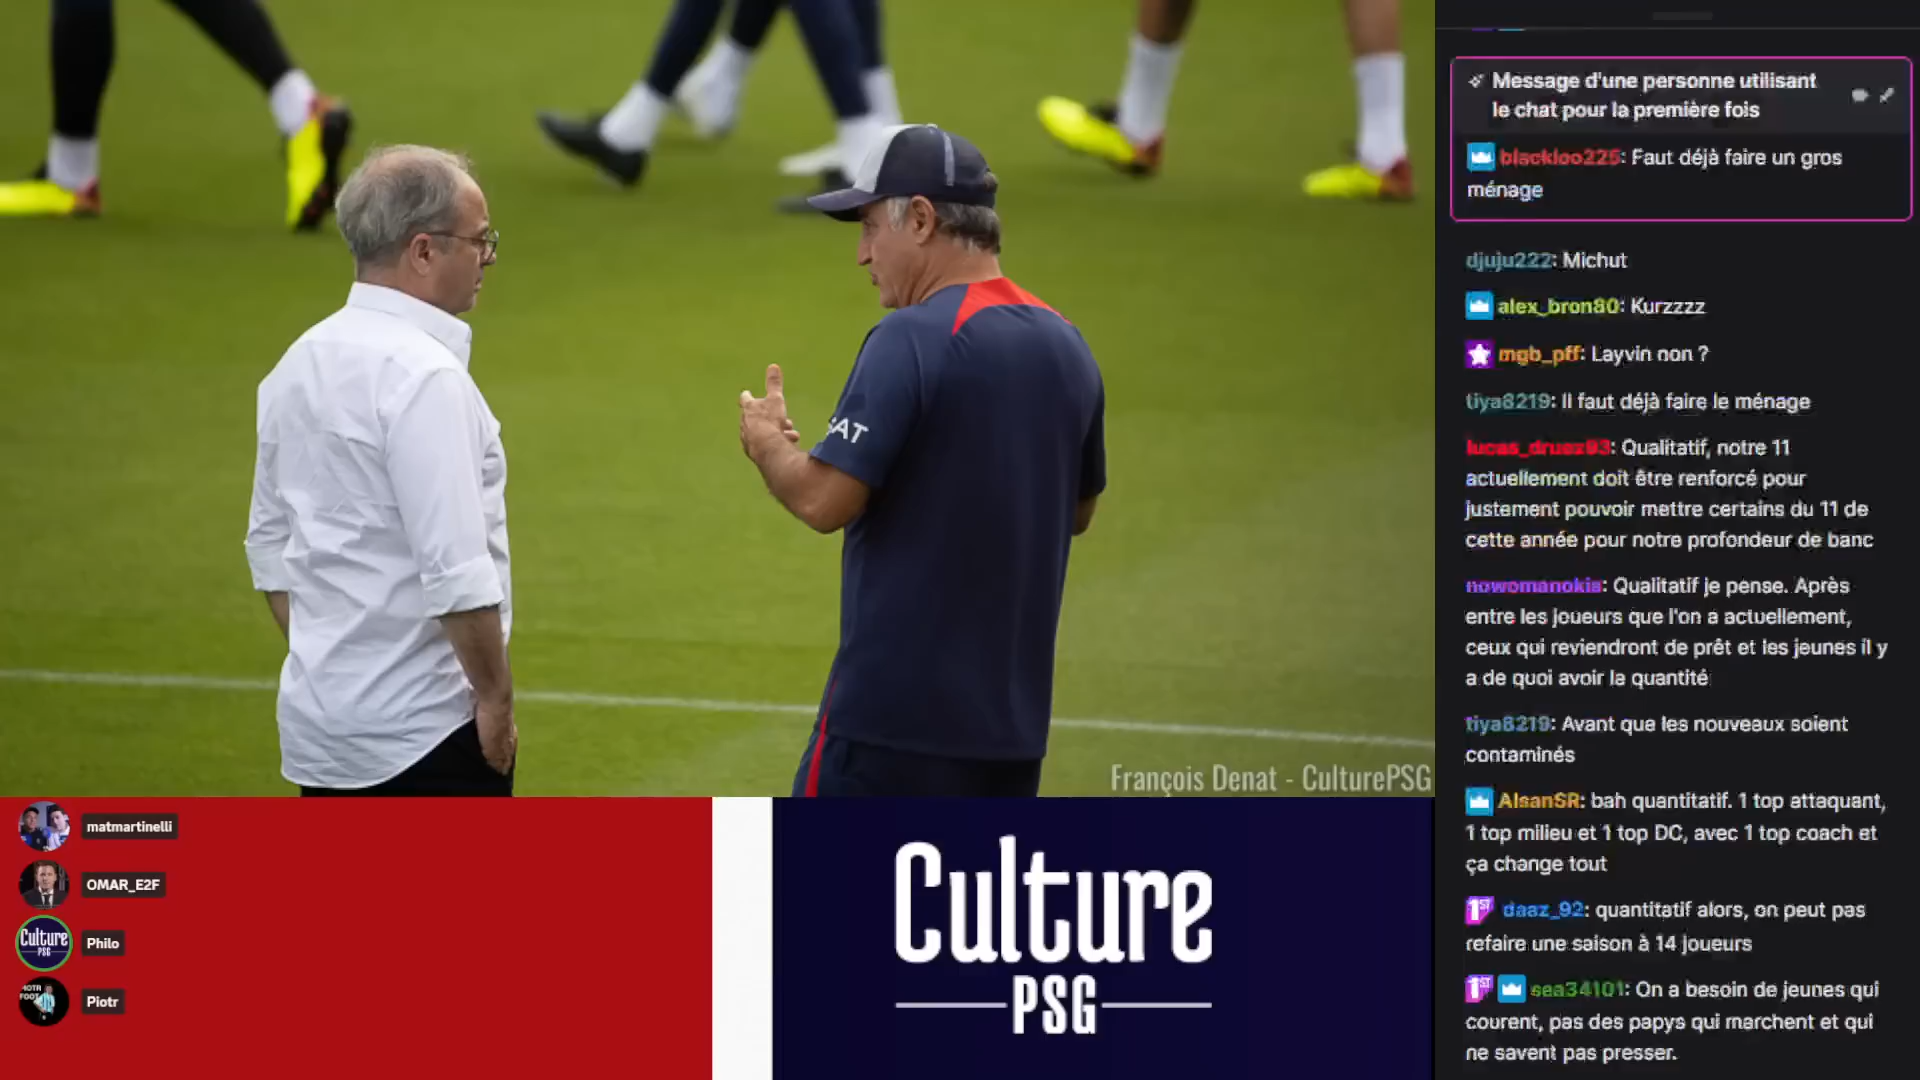 Message d'une personne utilisant
le chat pour la première fois
blackloo225: Faut déjà faire un gros
ménage
djuju222: Michut
alex_bron80: Kurzzzz
mgb_pff: Layvin non ?
tiya8219: Il faut déjà faire le ménage
lucas_druez93: Qualitatif, notre 11
actuellement doit être renforcé pour
justement pouvoir mettre certains du 11 de
cette année pour notre profondeur de banc
nowomanokis: Qualitatif je pense. Après
entre les joueurs que l'on a actuellement,
ceux qui reviendront de prêt et les jeunes il y
a de quoi avoir la quantité
tiya8219: Avant que les nouveaux soient
contaminés
AlsanSR: bah quantitatif. 1 top attaquant,
1 top milieu et 1 top DC, avec 1 top coach et
ça change tout
1ST daaz_92: quantitatif alors, on peut pas
refaire une saison à 14 joueurs
1ST sea34101: On a besoin de jeunes qui
courent, pas des papys qui marchent et qui
ne savent pas presser.
AT
François Denat - CulturePSG
matmartinelli
OMAR_E2F
Culture
PSG
Philo
Piotr
Culture
PSG